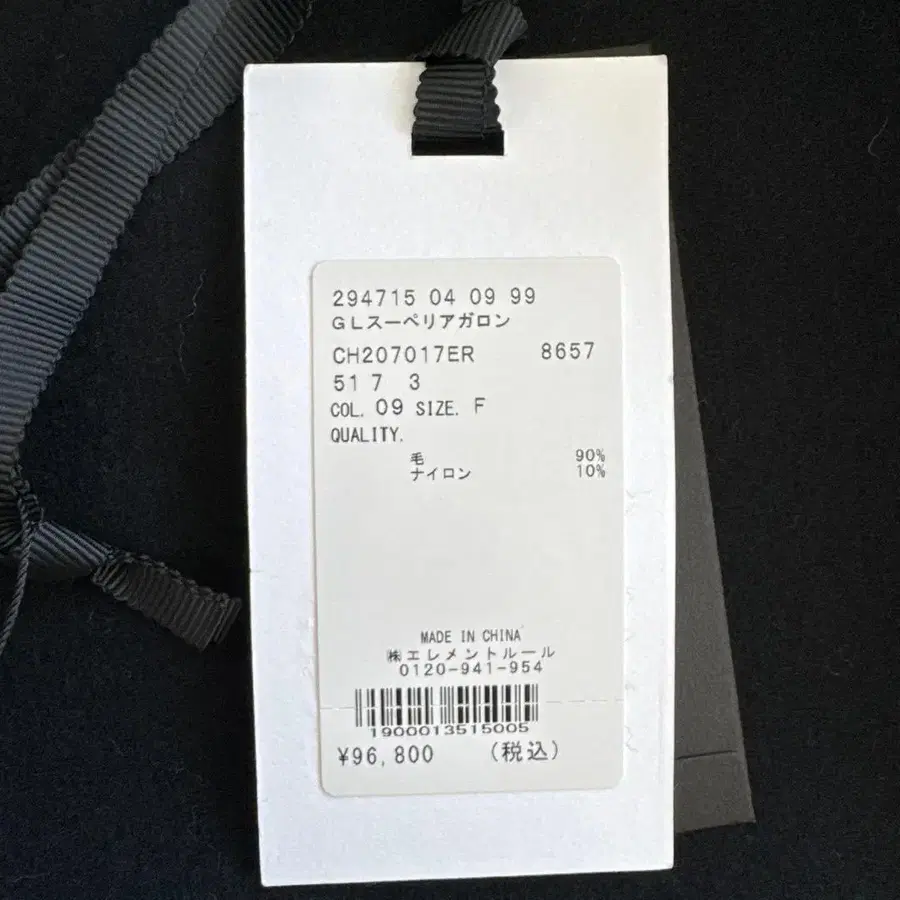 294715 04 09 99
GLスーペリアガロン
CH207017ER 8657
51 7 3
COL. 09 SIZE. F
QUALITY.
毛 90%
ナイロン 10%
MADE IN CHINA
㈱エレメントルール
0120-941-954
1900013515005
¥96,800 (税込)